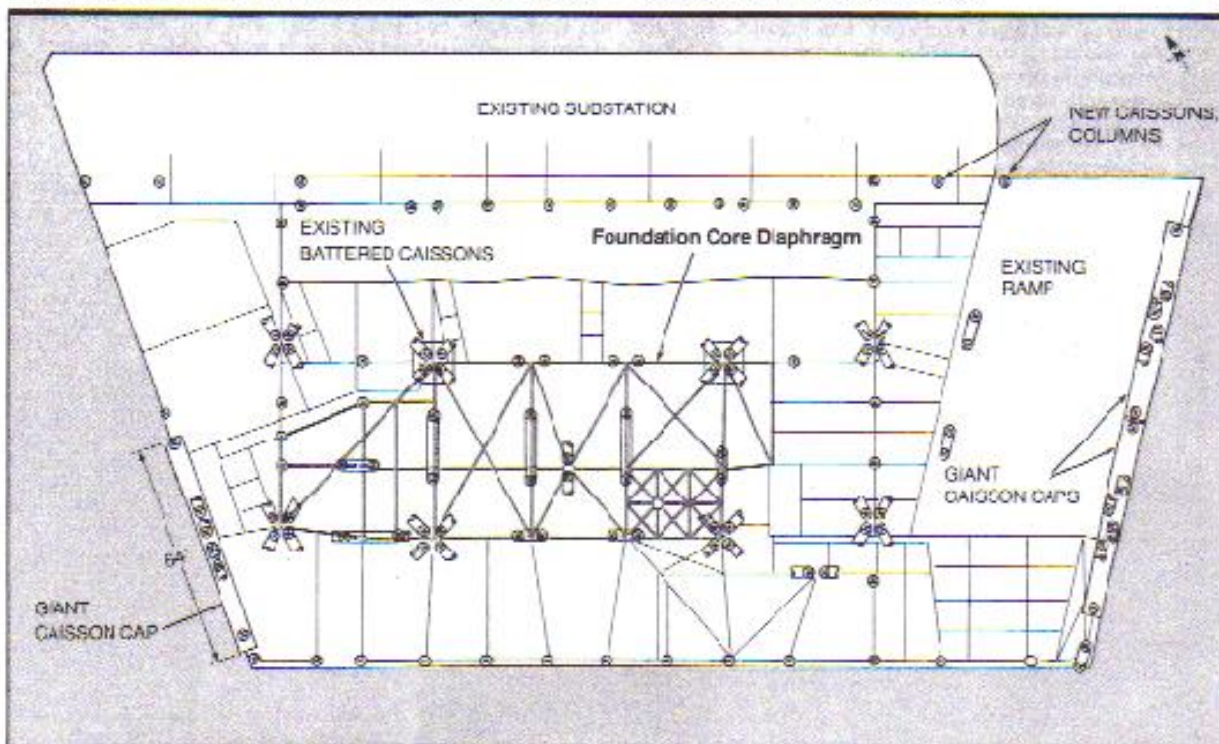 EXISTING SUBSTATION
NEW CAISSONS,
COLUMNS
EXISTING
BATTERED CAISSONS
Foundation Core Diaphragm
EXISTING
RAMP
GIANT
CAISSON CAPS
GIANT
CAISSON CAP